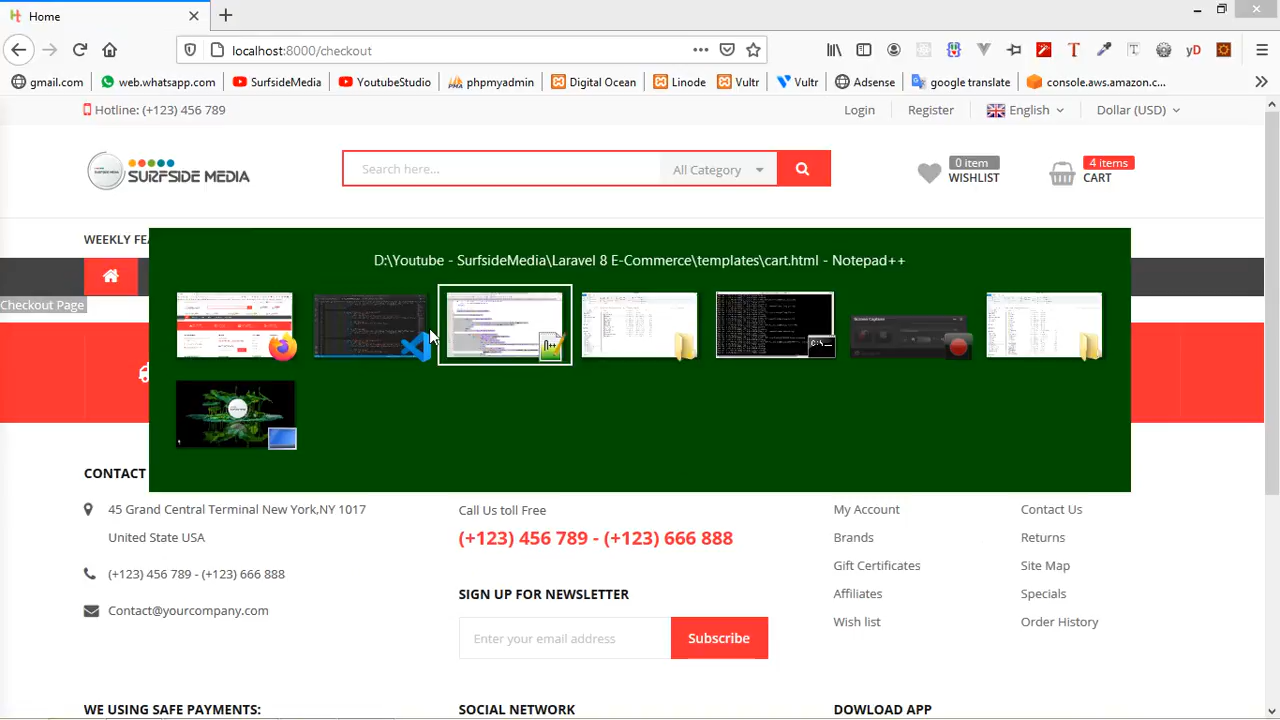 Home
localhost:8000/checkout
gmail.com
web.whatsapp.com
SurfsideMedia
YoutubeStudio
phpmyadmin
Digital Ocean
Linode
Vultr
Vultr
Adsense
google translate
console.aws.amazon.c...
Hotline: (+123) 456 789
Login
Register
English
Dollar (USD)
SURFSIDE MEDIA
Search here...
All Category
0 item
WISHLIST
4 items
CART
WEEKLY FEA
D:\Youtube - SurfsideMedia\Laravel 8 E-Commerce\templates\cart.html - Notepad++
Checkout Page
CONTACT
45 Grand Central Terminal New York,NY 1017
United State USA
(+123) 456 789 - (+123) 666 888
Contact@yourcompany.com
Call Us toll Free
(+123) 456 789 - (+123) 666 888
SIGN UP FOR NEWSLETTER
Enter your email address
Subscribe
My Account
Brands
Gift Certificates
Affiliates
Wish list
Contact Us
Returns
Site Map
Specials
Order History
WE USING SAFE PAYMENTS:
SOCIAL NETWORK
DOWLOAD APP